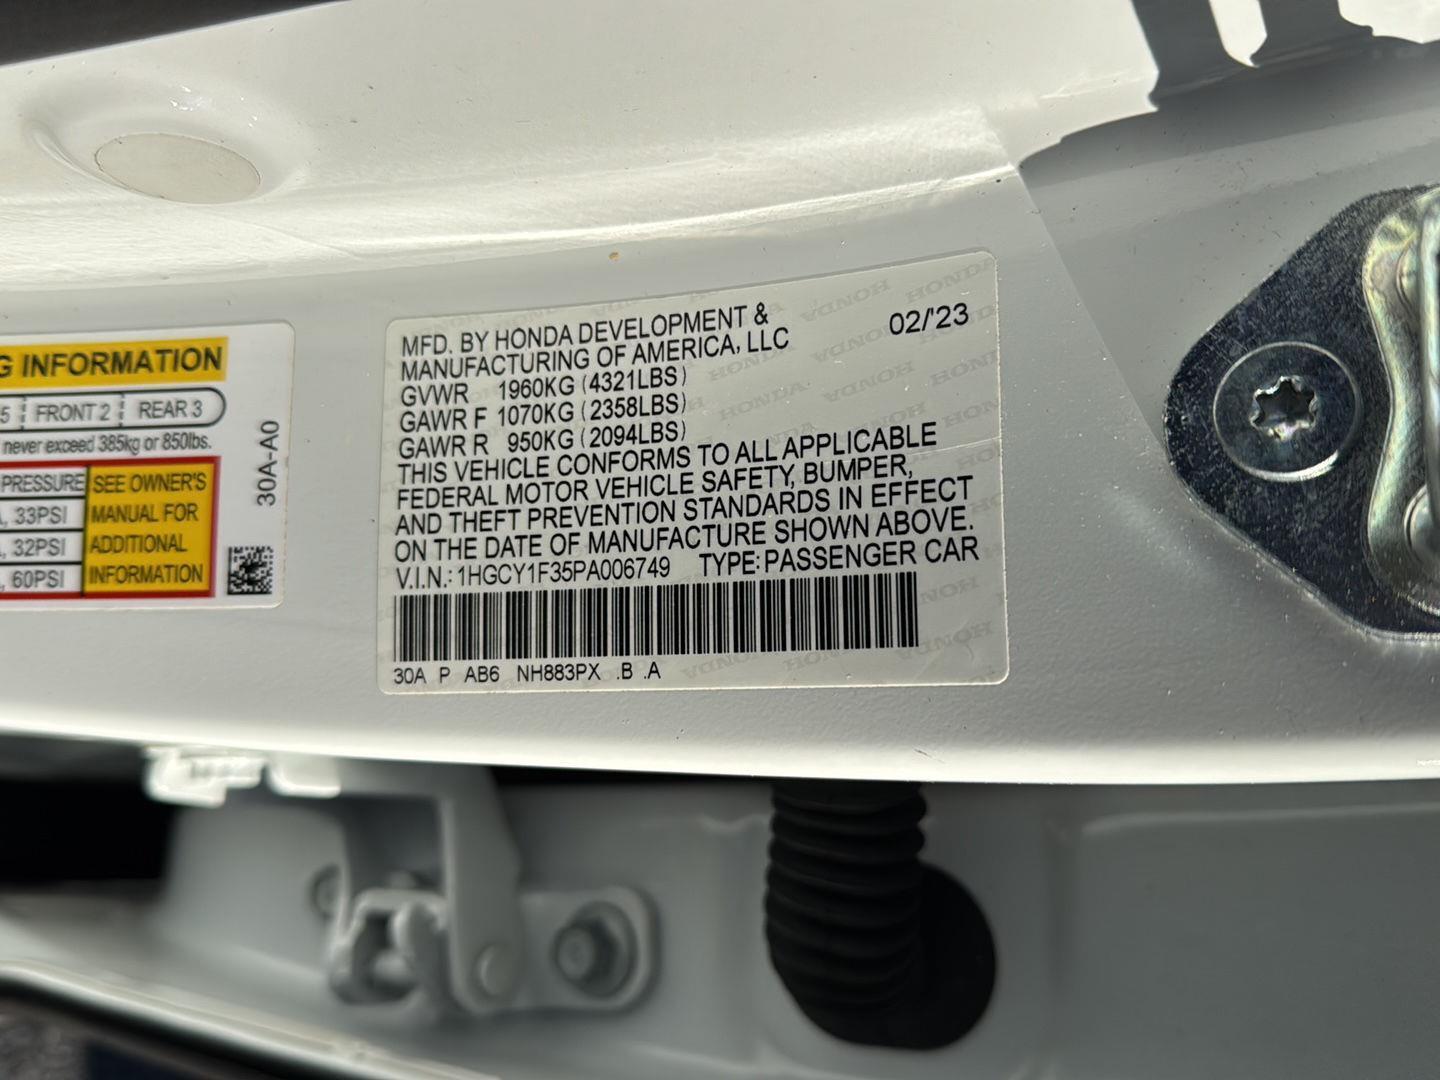 G INFORMATION
5 FRONT 2 REAR 3
never exceed 385kg or 850lbs.
PRESSURE
, 33PSI
, 32PSI
, 60PSI
SEE OWNER'S
MANUAL FOR
ADDITIONAL
INFORMATION
30A-A0
MFD. BY HONDA DEVELOPMENT &
MANUFACTURING OF AMERICA, LLC
02/'23
GVWR 1960KG (4321LBS)
GAWR F 1070KG (2358LBS)
GAWR R 950KG (2094LBS)
THIS VEHICLE CONFORMS TO ALL APPLICABLE
FEDERAL MOTOR VEHICLE SAFETY, BUMPER,
AND THEFT PREVENTION STANDARDS IN EFFECT
ON THE DATE OF MANUFACTURE SHOWN ABOVE.
V.I.N.: 1HGCY1F35PA006749 TYPE: PASSENGER CAR
30A P AB6 NH883PX .B .A